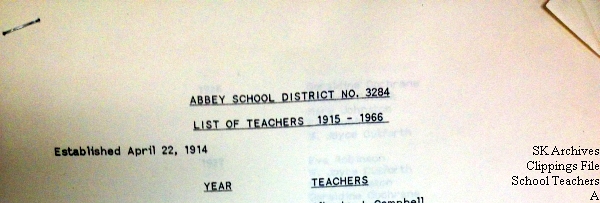 ABBEY SCHOOL DISTRICT NO. 3284
LIST OF TEACHERS 1915 - 1966
Established April 22, 1914
YEAR TEACHERS
Campbell
SK Archives
Clippings File
School Teachers
A